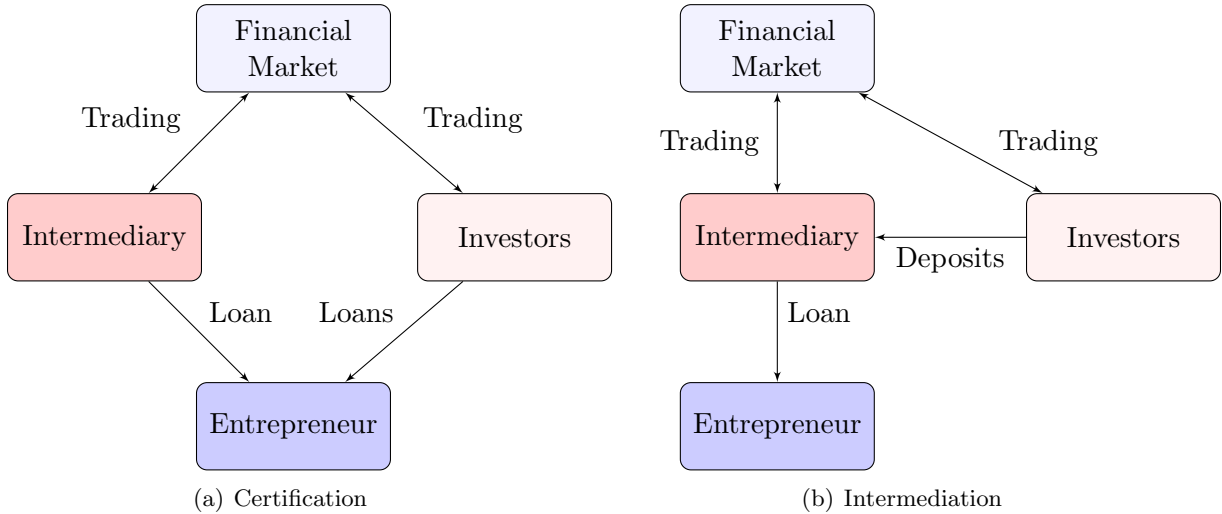 Financial
Market
Trading
Trading
Intermediary
Investors
Loan
Loans
Entrepreneur
(a) Certification
Financial
Market
Trading
Trading
Intermediary
Investors
Deposits
Loan
Entrepreneur
(b) Intermediation